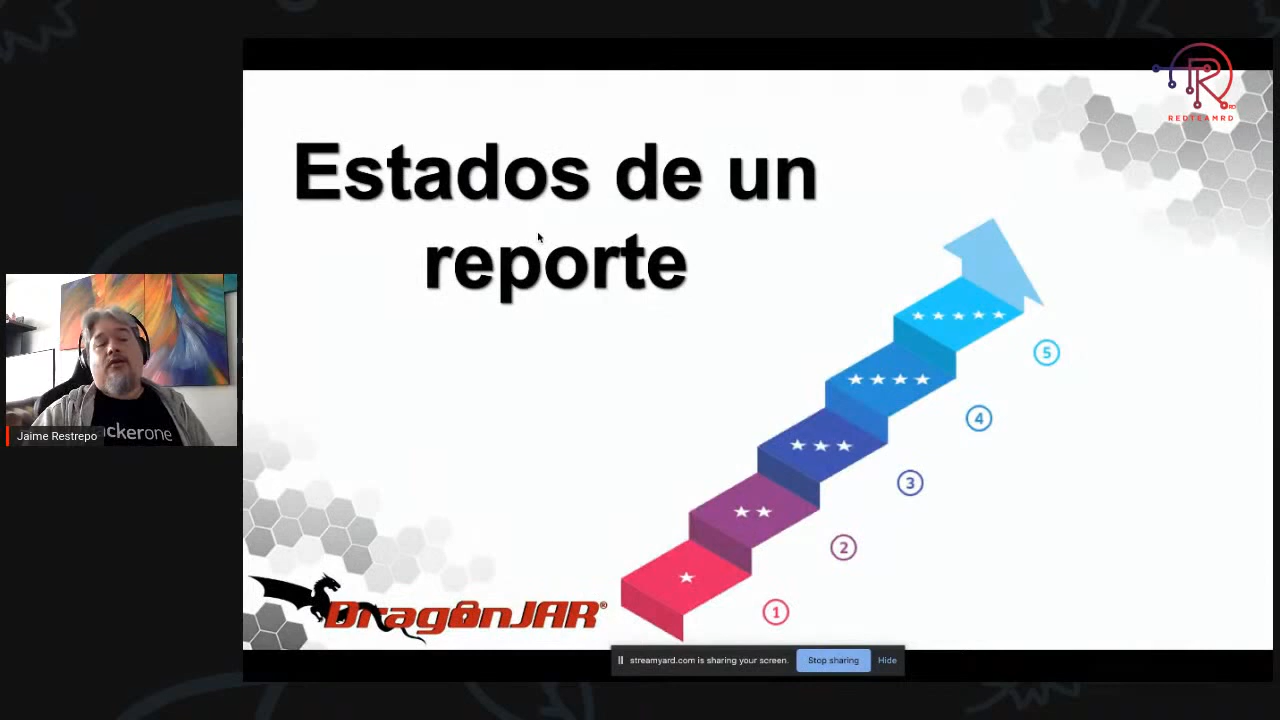 REDTEAMRD
Estados de un
reporte
ckerone
Jaime Restrepo
5
4
3
2
1
DragonJAR®
streamyard.com is sharing your screen.
Stop sharing
Hide